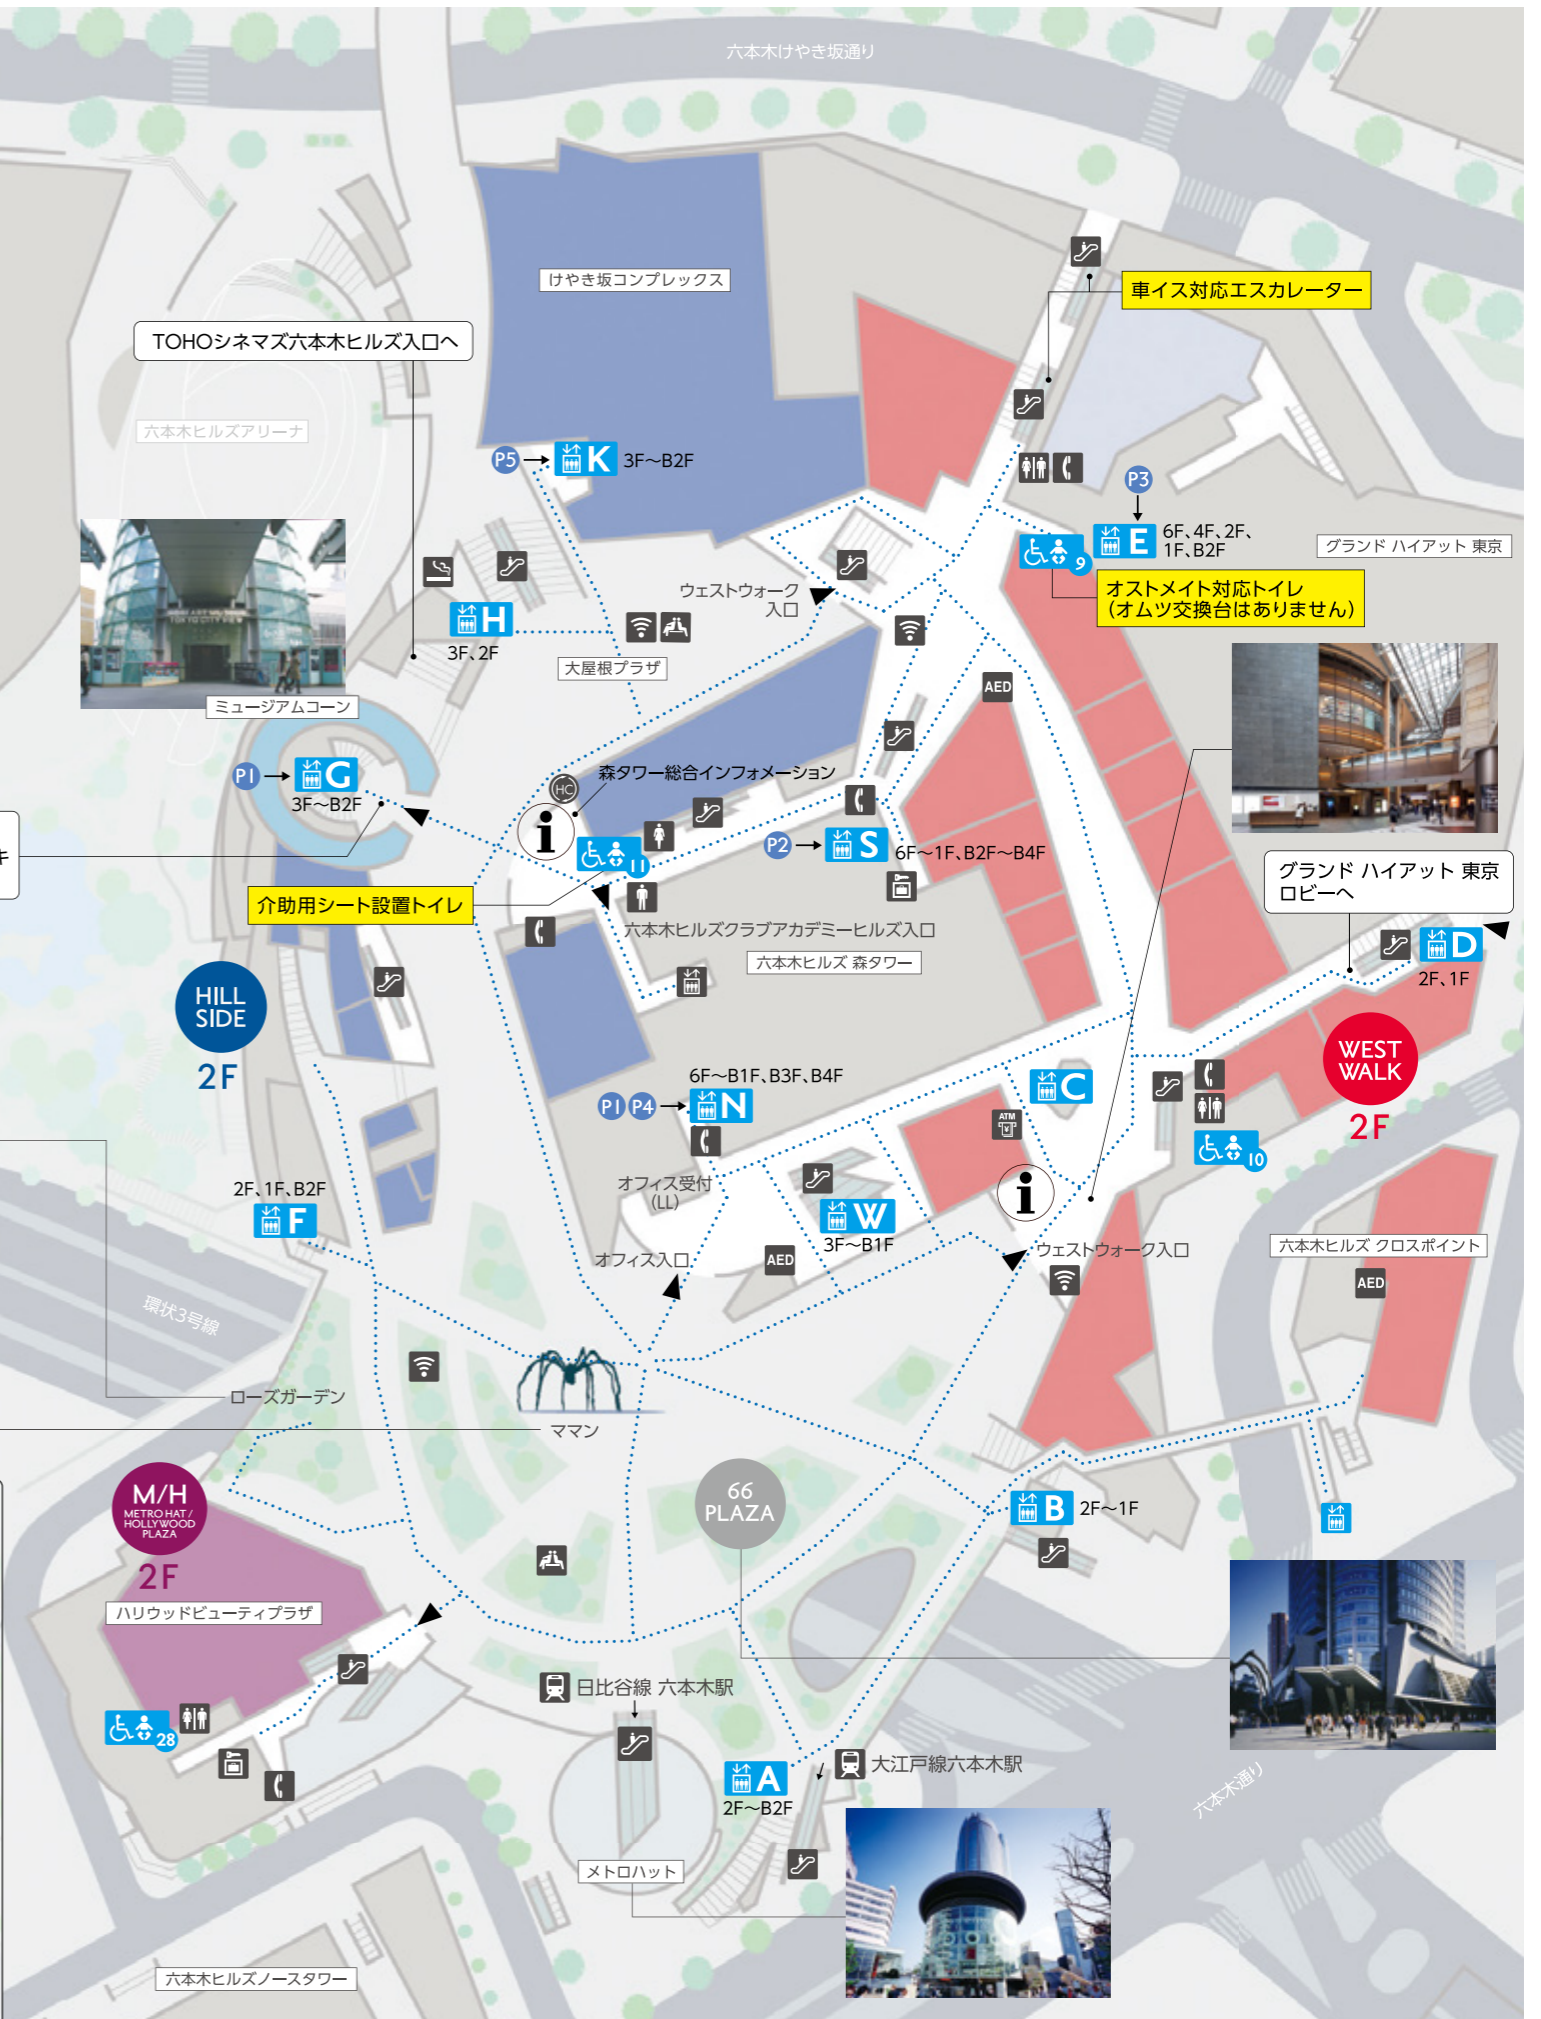 六本木けやき坂通り
けやき坂コンプレックス
車イス対応エスカレーター
TOHOシネマズ六本木ヒルズ入口へ
六本木ヒルズアリーナ
P5
K
3F～B2F
P3
E
6F、4F、2F、
1F、B2F
グランド ハイアット 東京
9
オストメイト対応トイレ
(オムツ交換台はありません)
ウェストウォーク
入口
H
3F、2F
大屋根プラザ
AED
ミュージアムコーン
P1
G
3F～B2F
HC
森タワー総合インフォメーション
i
11
P2
S
6F～1F、B2F～B4F
キ
介助用シート設置トイレ
六本木ヒルズクラブアカデミーヒルズ入口
六本木ヒルズ 森タワー
グランド ハイアット 東京
ロビーへ
D
2F、1F
HILL
SIDE
2F
WEST
WALK
2F
6F～B1F、B3F、B4F
P1
P4
N
C
ATM
10
オフィス受付
(LL)
i
2F、1F、B2F
F
W
3F～B1F
オフィス入口
AED
ウェストウォーク入口
六本木ヒルズ クロスポイント
AED
環状3号線
ローズガーデン
ママン
M/H
METRO HAT /
HOLLYWOOD
PLAZA
2F
66
PLAZA
B
2F～1F
ハリウッドビューティプラザ
28
日比谷線 六本木駅
大江戸線六本木駅
A
2F～B2F
六本木通り
メトロハット
六本木ヒルズノースタワー